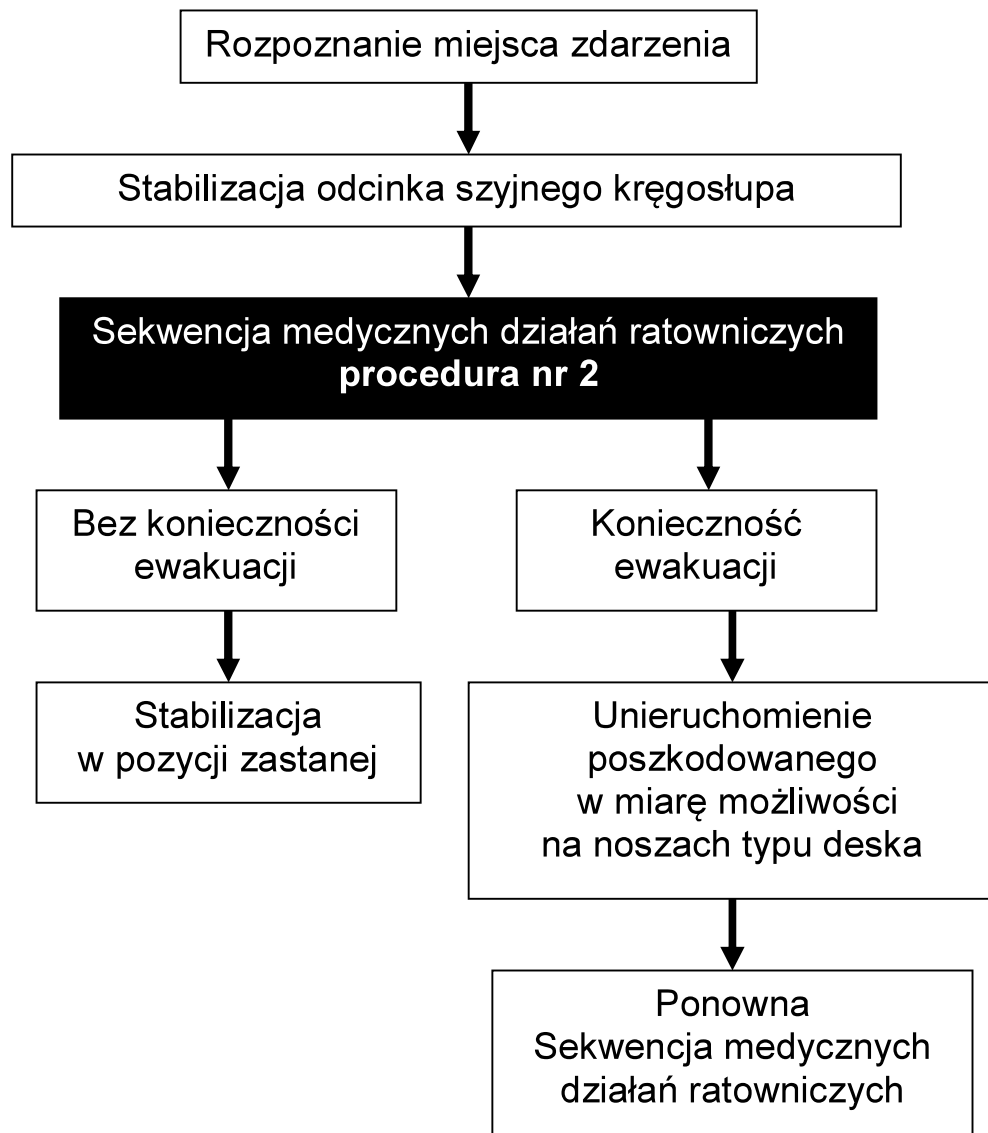 Rozpoznanie miejsca zdarzenia
Stabilizacja odcinka szyjnego kręgosłupa
Sekwencja medycznych działań ratowniczych
procedura nr 2
Bez konieczności
ewakuacji
Konieczność
ewakuacji
Stabilizacja
w pozycji zastanej
Unieruchomienie
poszkodowanego
w miarę możliwości
na noszach typu deska
Ponowna
Sekwencja medycznych
działań ratowniczych